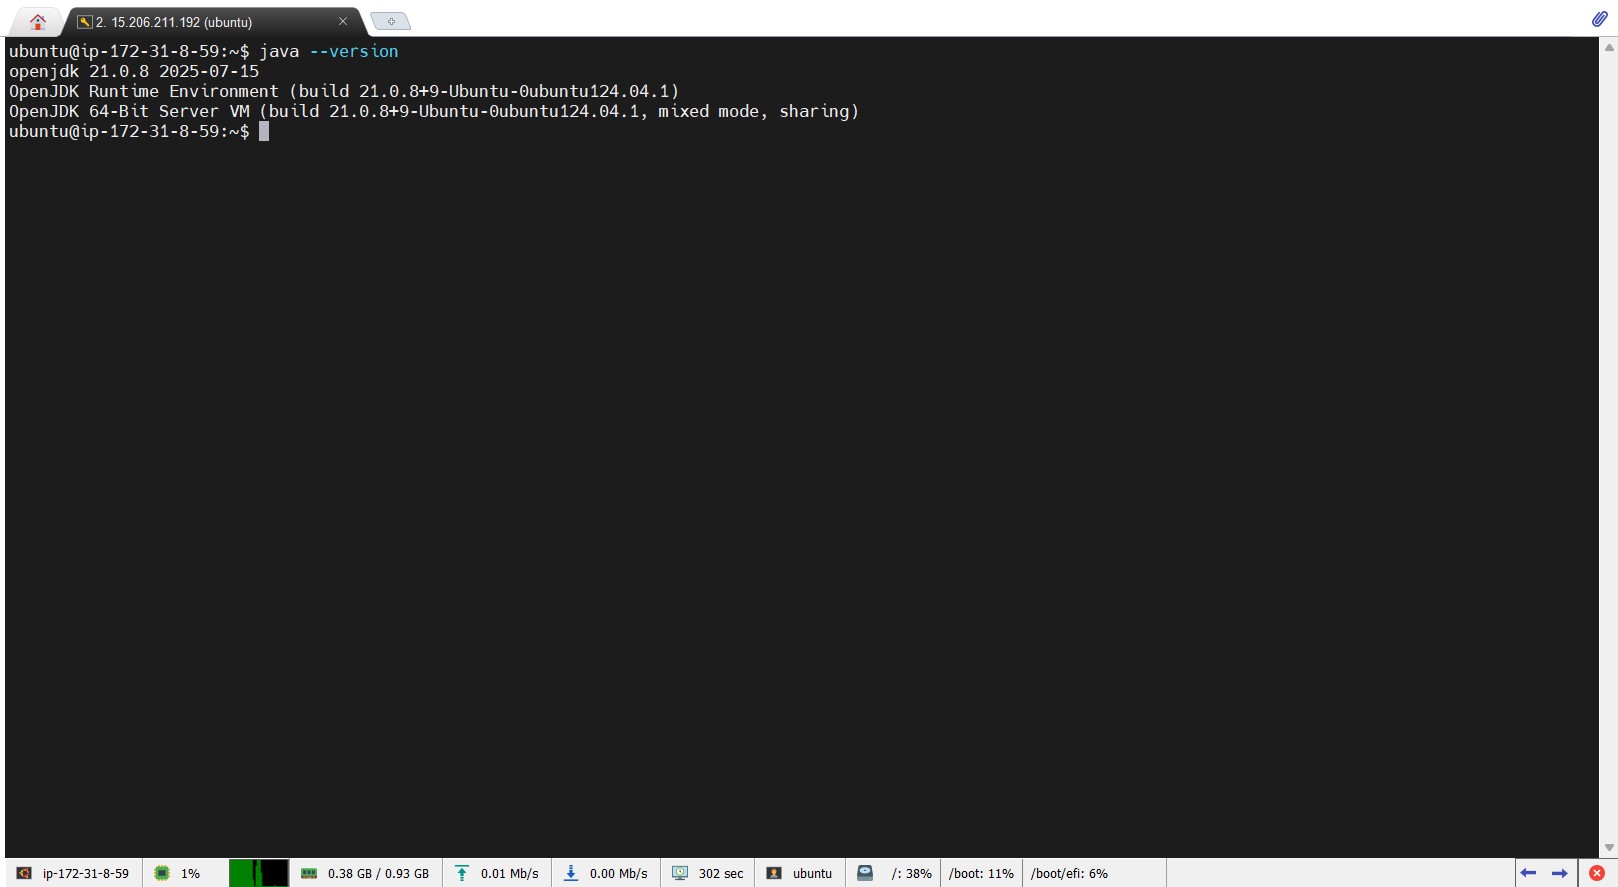 2. 15.206.211.192 (ubuntu)
ubuntu@ip-172-31-8-59:~$ java --version
openjdk 21.0.8 2025-07-15
OpenJDK Runtime Environment (build 21.0.8+9-Ubuntu-0ubuntu124.04.1)
OpenJDK 64-Bit Server VM (build 21.0.8+9-Ubuntu-0ubuntu124.04.1, mixed mode, sharing)
ubuntu@ip-172-31-8-59:~$
ip-172-31-8-59 1% 0.38 GB / 0.93 GB 0.01 Mb/s 0.00 Mb/s 302 sec ubuntu /: 38% /boot: 11% /boot/efi: 6%